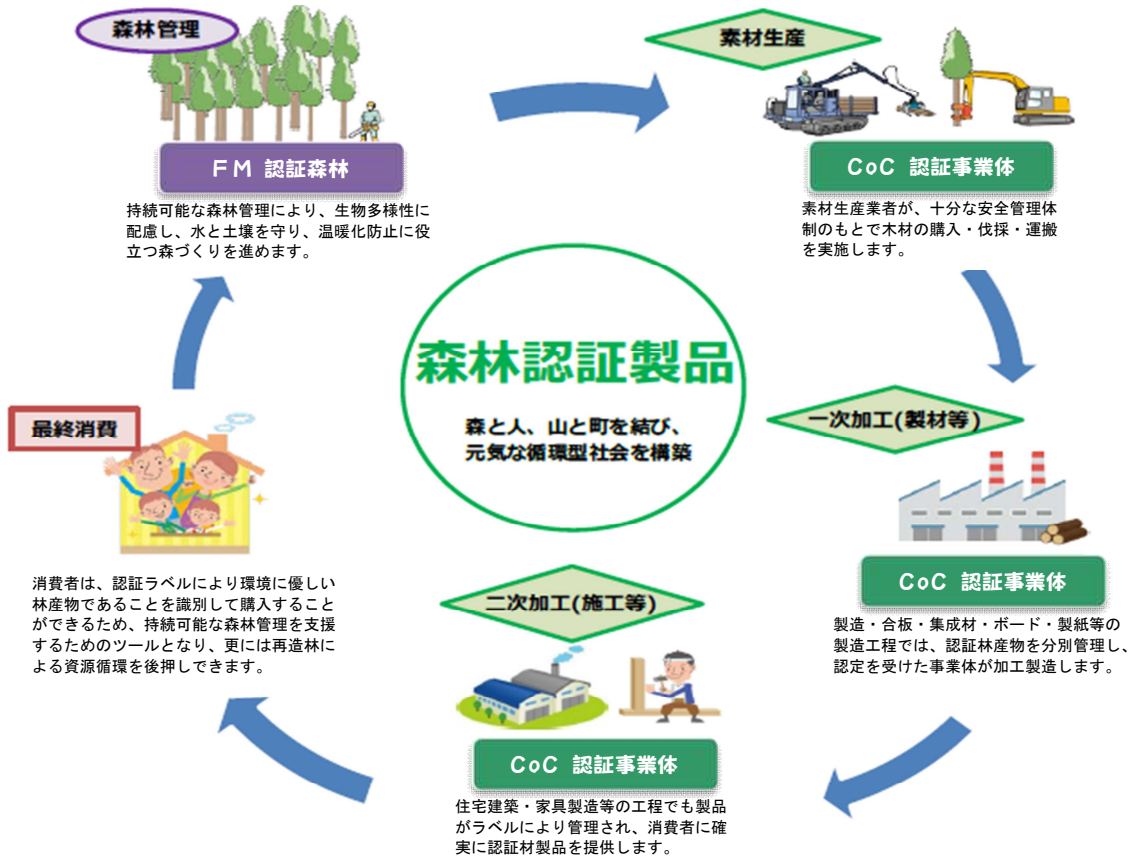 森林管理
FM 認証森林
持続可能な森林管理により、生物多様性に
配慮し、水と土壌を守り、温暖化防止に役
立つ森づくりを進めます。
素材生産
CoC 認証事業体
素材生産業者が、十分な安全管理体
制のもとで木材の購入・伐採・運搬
を実施します。
森林認証製品
森と人、山と町を結び、
元気な循環型社会を構築
一次加工(製材等)
CoC 認証事業体
製造・合板・集成材・ボード・製紙等の
製造工程では、認証林産物を分別管理し、
認定を受けた事業体が加工製造します。
二次加工(施工等)
CoC 認証事業体
住宅建築・家具製造等の工程でも製品
がラベルにより管理され、消費者に確
実に認証材製品を提供します。
最終消費
消費者は、認証ラベルにより環境に優しい
林産物であることを識別して購入すること
ができるため、持続可能な森林管理を支援
するためのツールとなり、更には再造林に
よる資源循環を後押しできます。